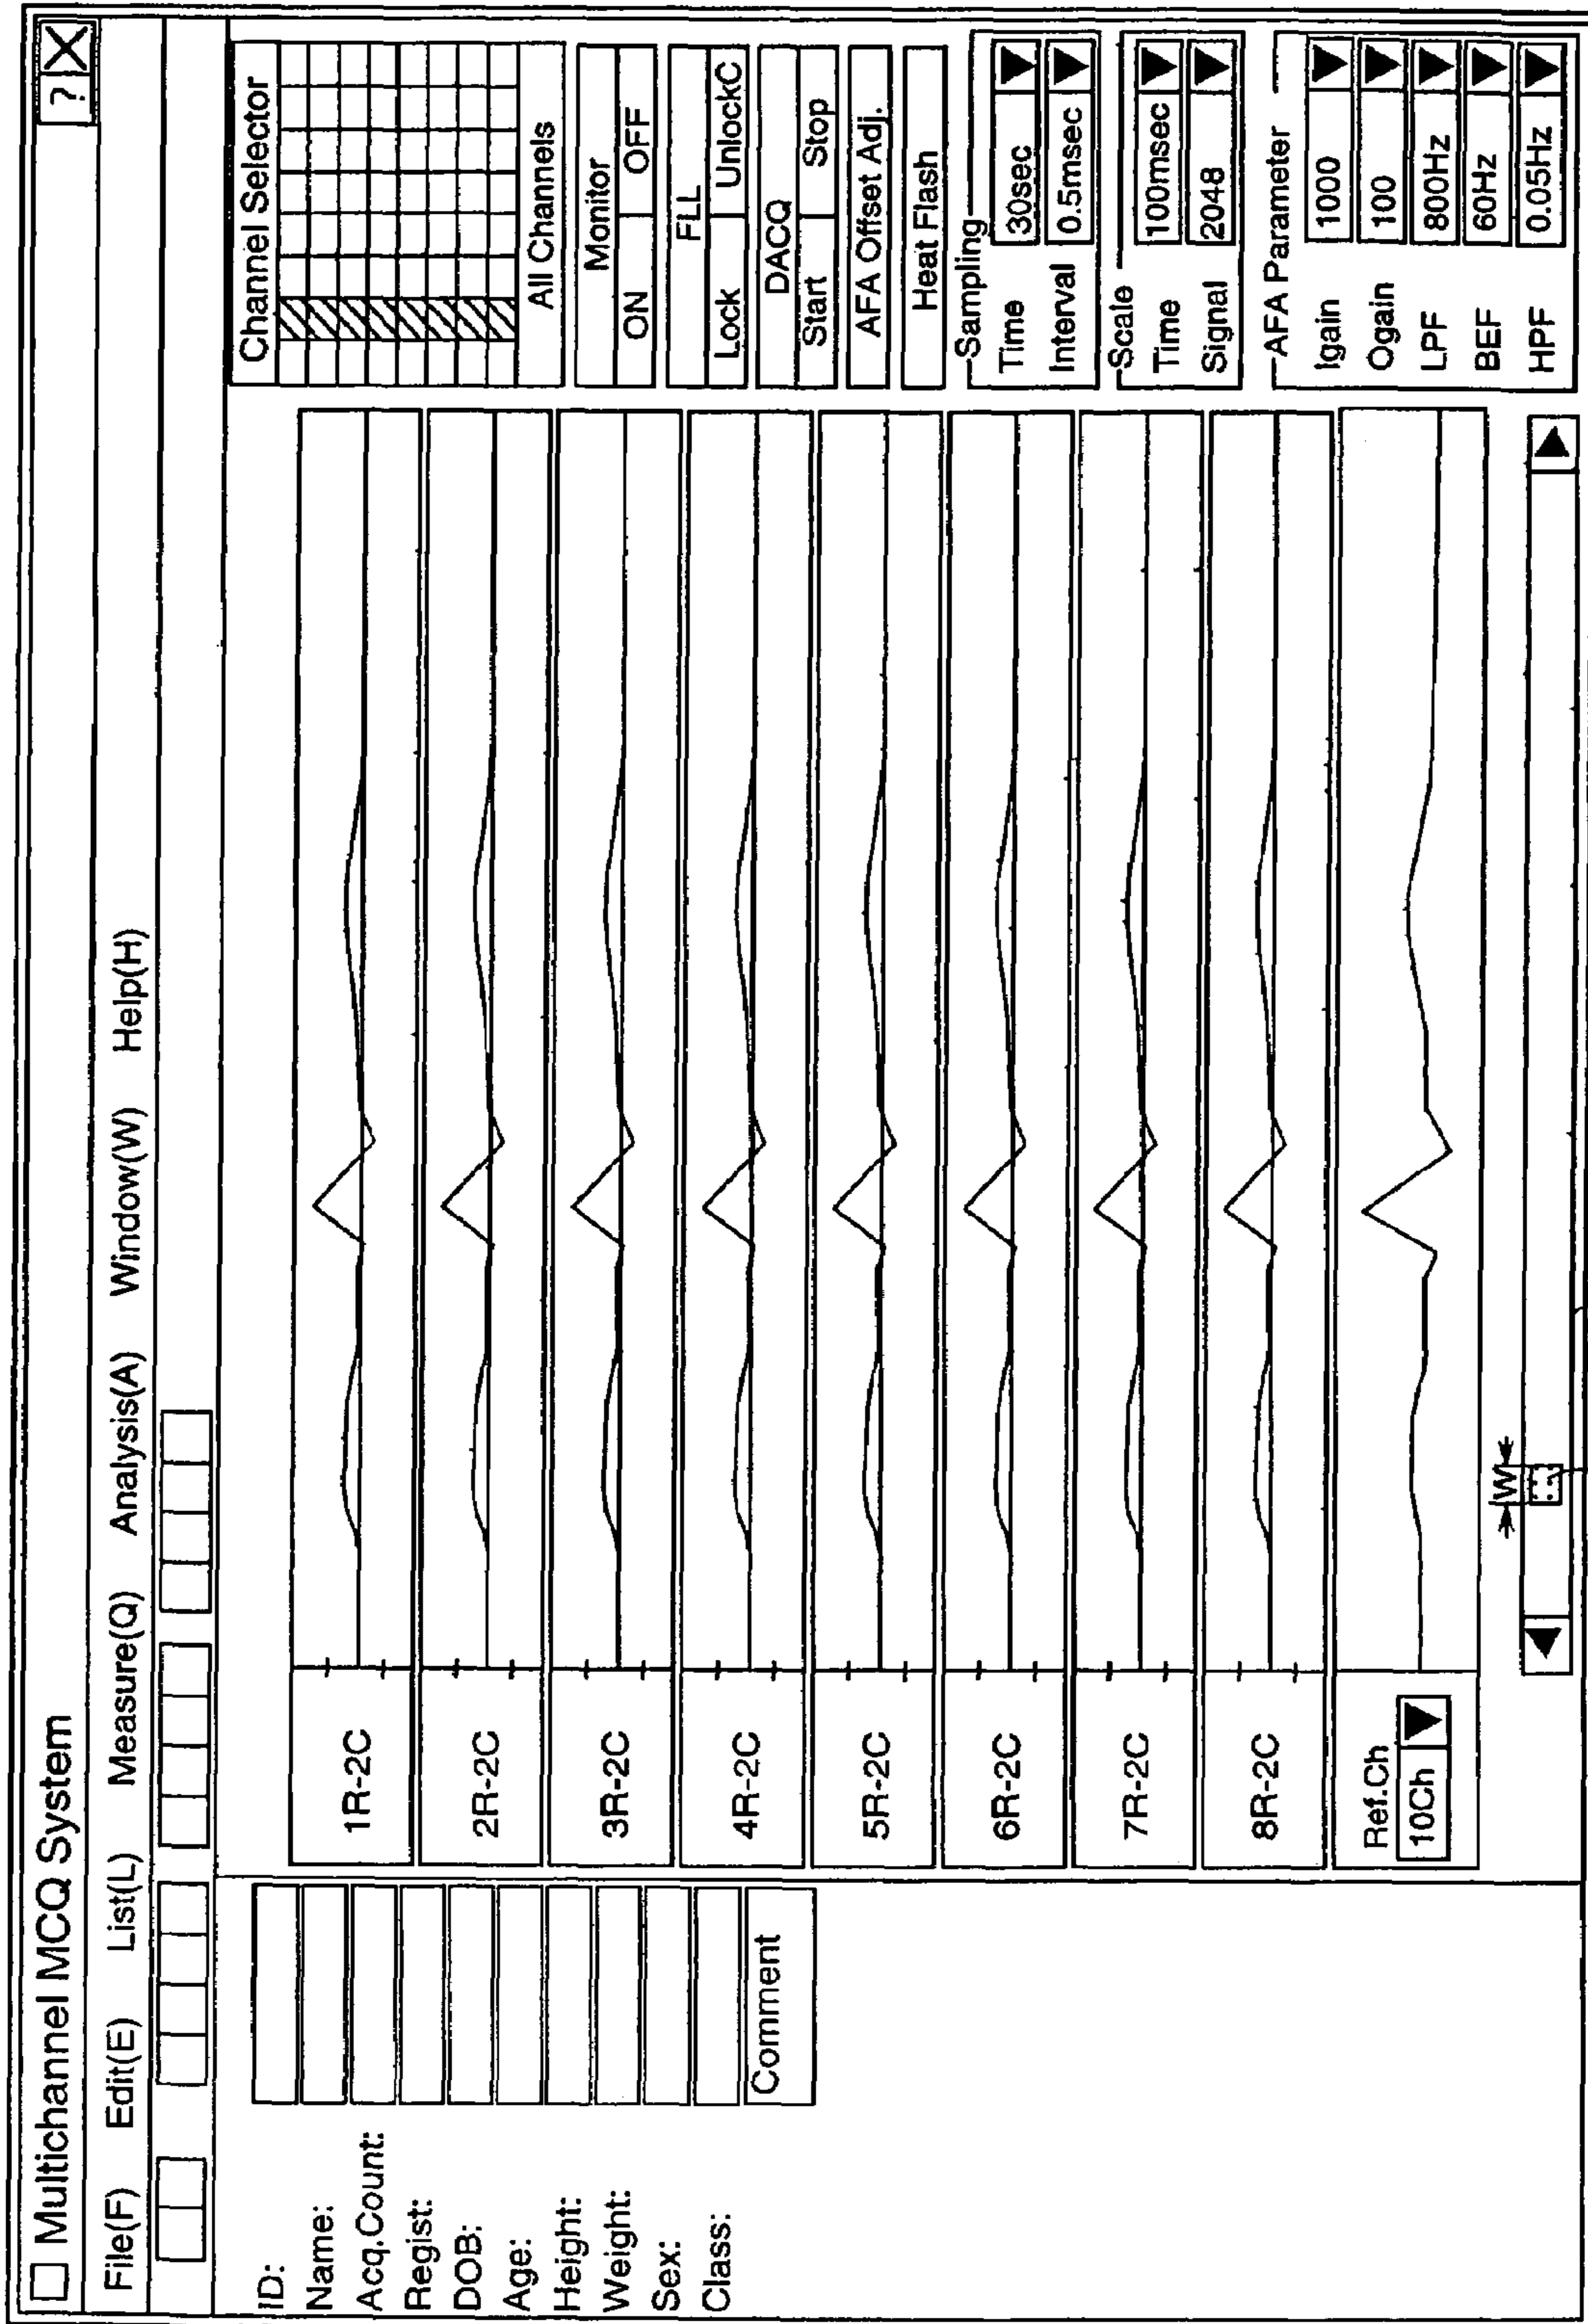 Multichannel MCQ System
? X
File(F) Edit(E) List(L) Measure(Q) Analysis(A) Window(W) Help(H)
ID:
Name:
Acq.Count:
Regist:
DOB:
Age:
Height:
Weight:
Sex:
Class:
Comment
1R-2C
2R-2C
3R-2C
4R-2C
5R-2C
6R-2C
7R-2C
8R-2C
Ref.Ch
10Ch
W
Channel Selector
All Channels
Monitor
ON OFF
FLL
Lock UnlockC
DACQ
Start Stop
AFA Offset Adj.
Heat Flash
Sampling
Time 30sec
Interval 0.5msec
Scale
Time 100msec
Signal 2048
AFA Parameter
Igain 1000
Ogain 100
LPF 800Hz
BEF 60Hz
HPF 0.05Hz